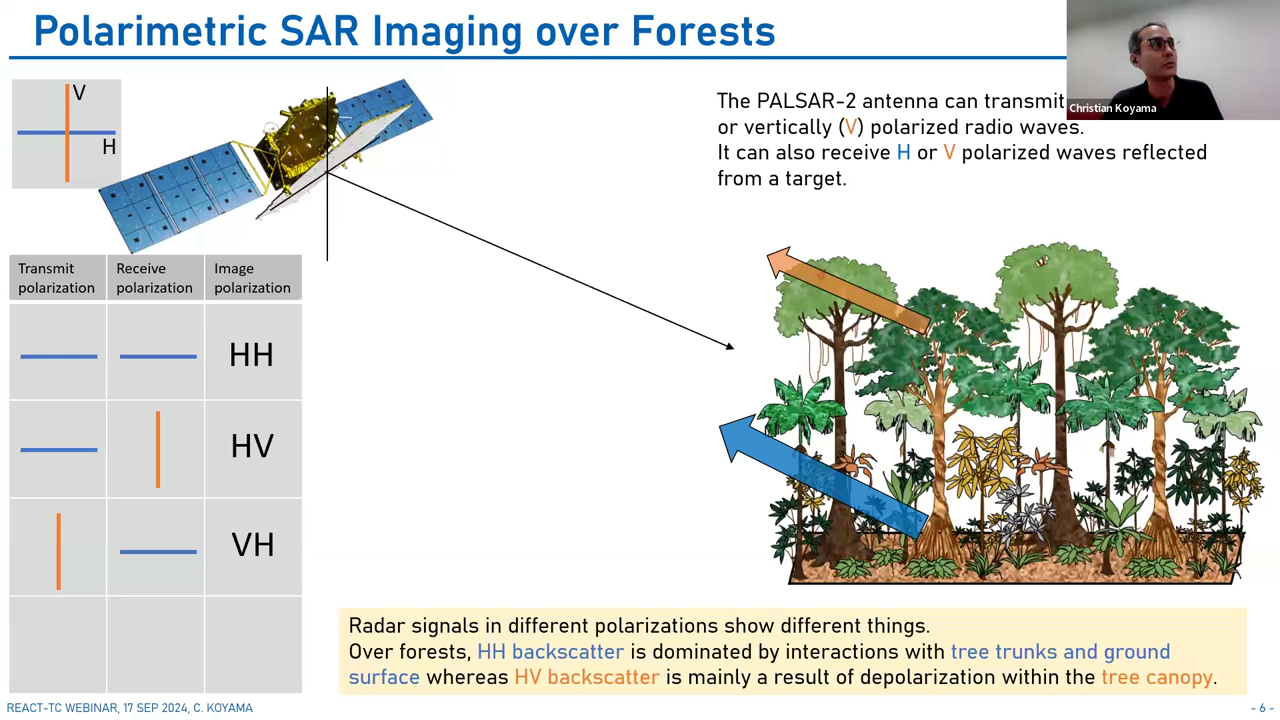 Polarimetric SAR Imaging over Forests
V
H
The PALSAR-2 antenna can transmit
or vertically (V) polarized radio waves.
It can also receive H or V polarized waves reflected
from a target.
Christian Koyama
Transmit polarization
Receive polarization
Image polarization
HH
HV
VH
Radar signals in different polarizations show different things.
Over forests, HH backscatter is dominated by interactions with tree trunks and ground
surface whereas HV backscatter is mainly a result of depolarization within the tree canopy.
REACT-TC WEBINAR, 17 SEP 2024, C. KOYAMA
- 6 -